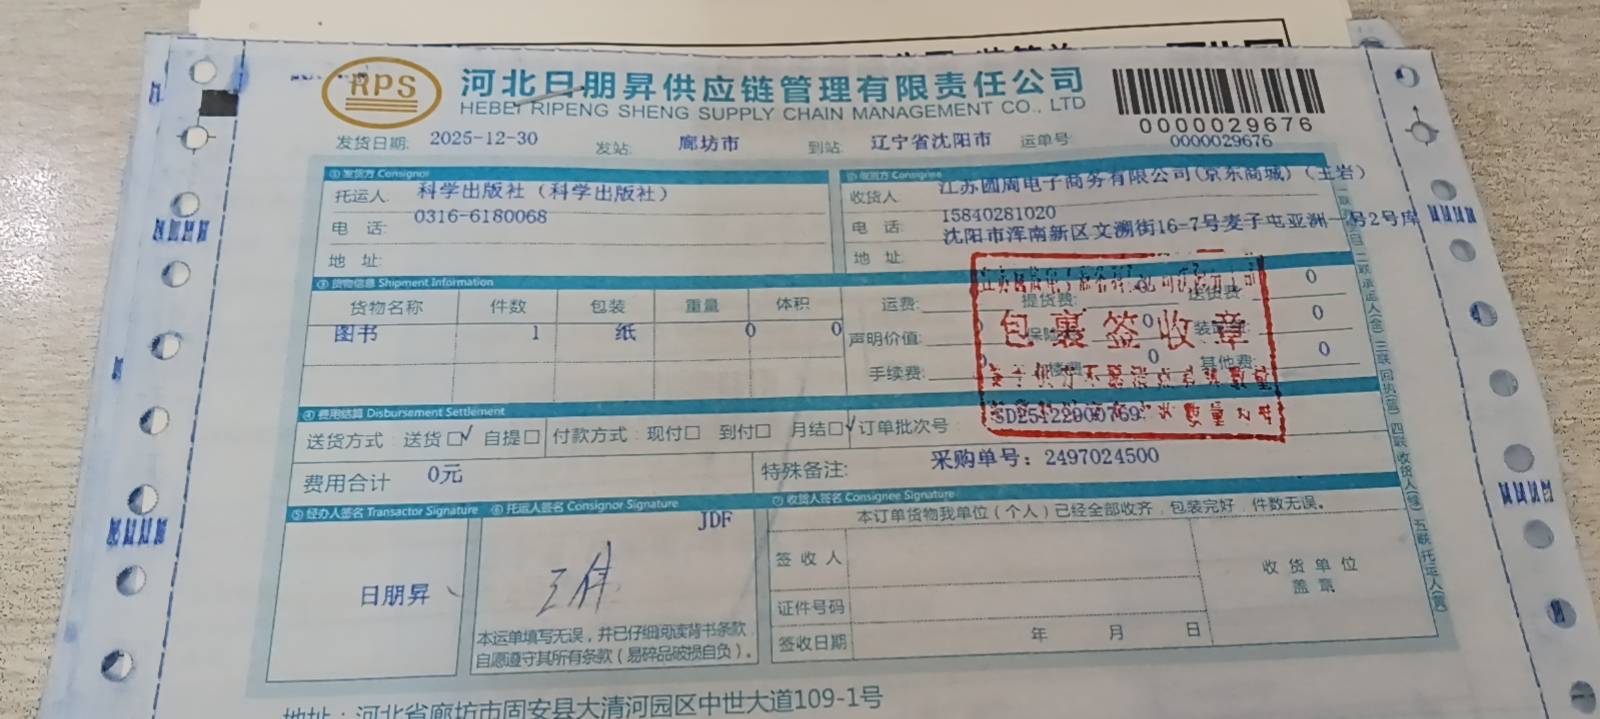 RPS
河北日朋昇供应链管理有限责任公司
HEBEI RIPENG SHENG SUPPLY CHAIN MANAGEMENT CO., LTD
0000029676
发货日期: 2025-12-30 发站: 廊坊市 到站: 辽宁省沈阳市 运单号: 0000029676
①发货方 Consignor
②收货方 Consignee
托运人: 科学出版社（科学出版社）
收货人: 江苏圆周电子商务有限公司(京东商城)（王岩）
电 话: 0316-6180068
电 话: 15840281020
地 址:
地 址: 沈阳市浑南新区文溯街16-7号麦子屯亚洲一号2号库
③货物信息 Shipment Information
货物名称 件数 包装 重量 体积
图书 1 纸 0 0
运费: 提货费: 送货费: 0
声明价值: 0 0
手续费: 0 0 其他费: 0
包裹签收章
④费用结算 Disbursement Settlement
送货方式: 送货□√ 自提□ 付款方式: 现付□ 到付□ 月结□√ 订单批次号
SD25122900769
费用合计 0元 特殊备注: 采购单号：2497024500
⑤经办人签名 Transactor Signature
⑥托运人签名 Consignor Signature
⑦收货人签名 Consignee Signature
日朋昇
JDF
王伟
本运单填写无误，并已仔细阅读背书条款，
自愿遵守其所有条款（易碎品破损自负）。
本订单货物我单位（个人）已经全部收齐，包装完好，件数无误。
签 收 人
证件号码
签收日期 年 月 日
收 货 单 位
盖 章
地址：河北省廊坊市固安县大清河园区中世大道109-1号